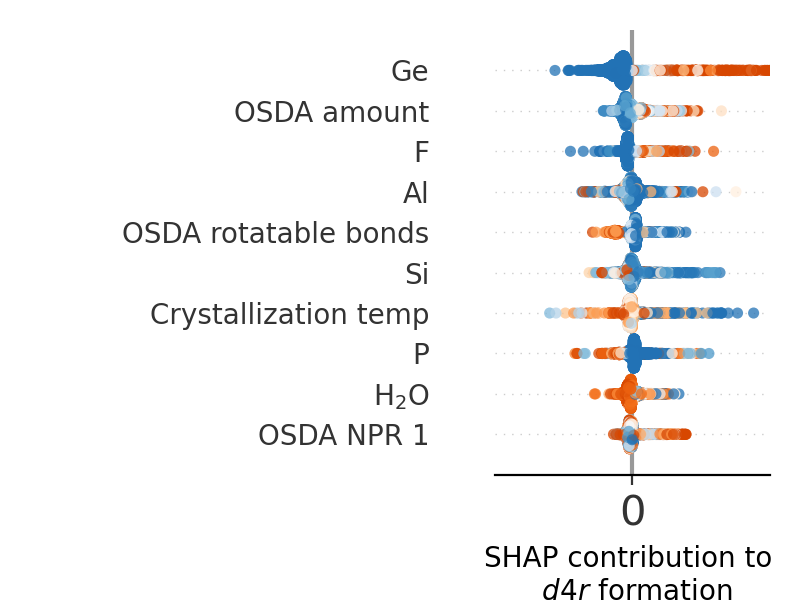 Ge
OSDA amount
F
Al
OSDA rotatable bonds
Si
Crystallization temp
P
H₂O
OSDA NPR 1
0
SHAP contribution to
d4r formation